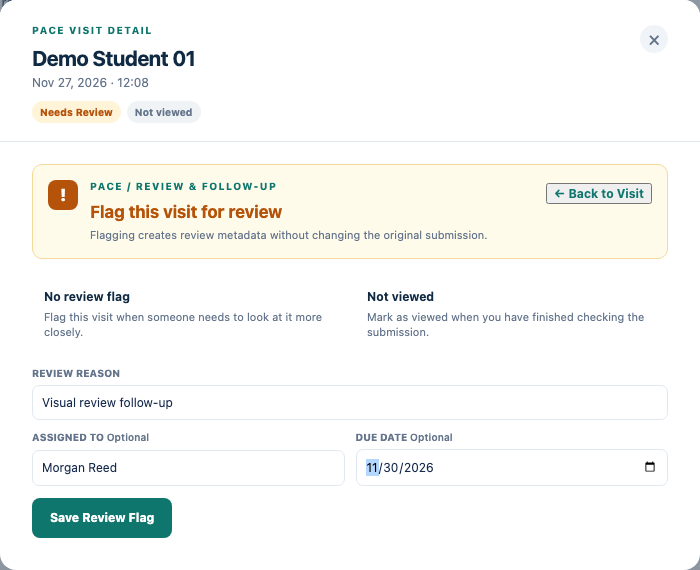 PACE VISIT DETAIL
Demo Student 01
Nov 27, 2026 · 12:08
Needs Review
Not viewed
!
PACE / REVIEW & FOLLOW-UP
Flag this visit for review
Flagging creates review metadata without changing the original submission.
← Back to Visit
No review flag
Flag this visit when someone needs to look at it more
closely.
Not viewed
Mark as viewed when you have finished checking the
submission.
REVIEW REASON
Visual review follow-up
ASSIGNED TO Optional
Morgan Reed
DUE DATE Optional
11/30/2026
Save Review Flag